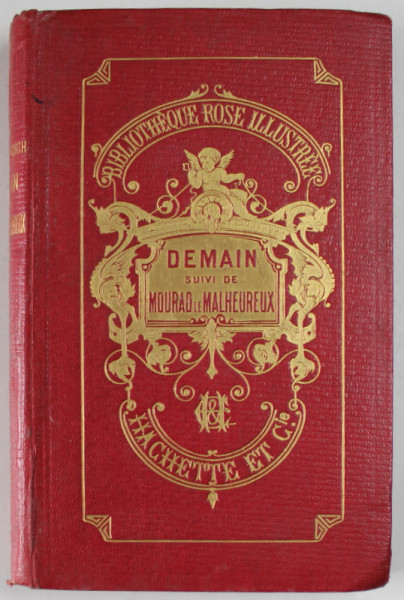 BIBLIOTHÈQUE ROSE ILLUSTRÉE
DEMAIN
SUIVI DE
MOURAD LE MALHEUREUX
HACHETTE ET Cie